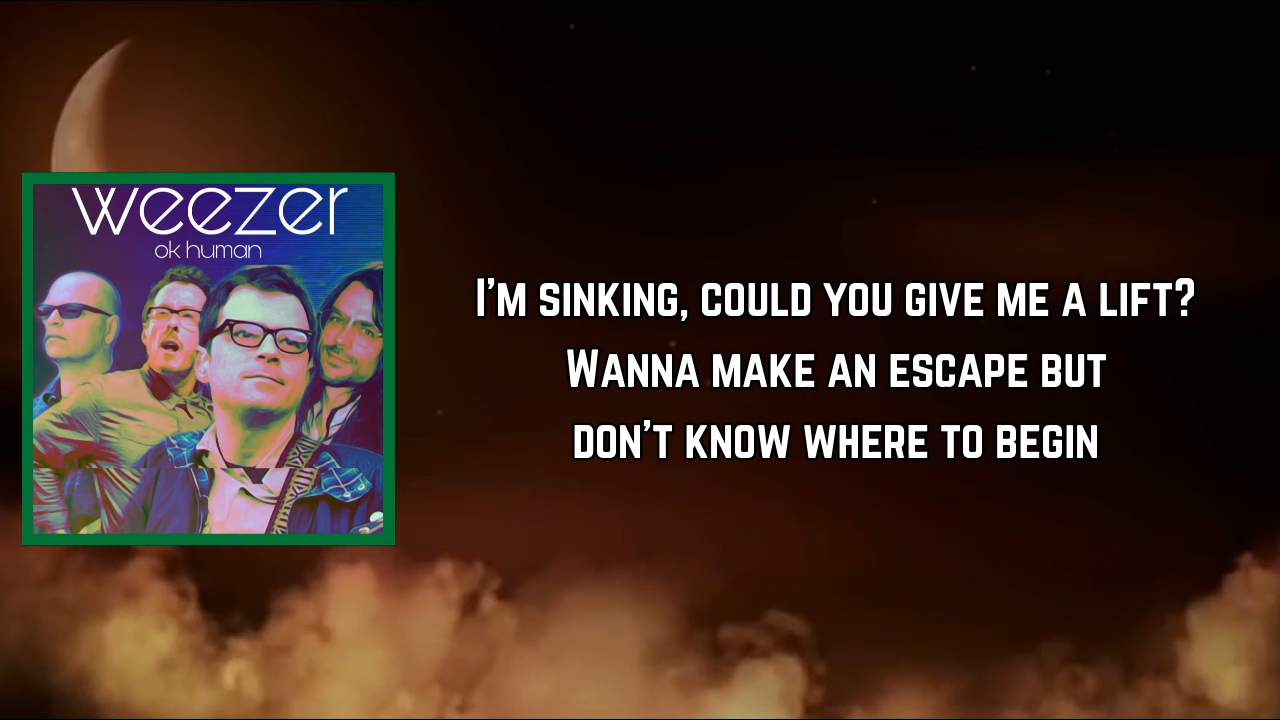 weezer
ok human
I'm sinking, could you give me a lift?
Wanna make an escape but
don't know where to begin